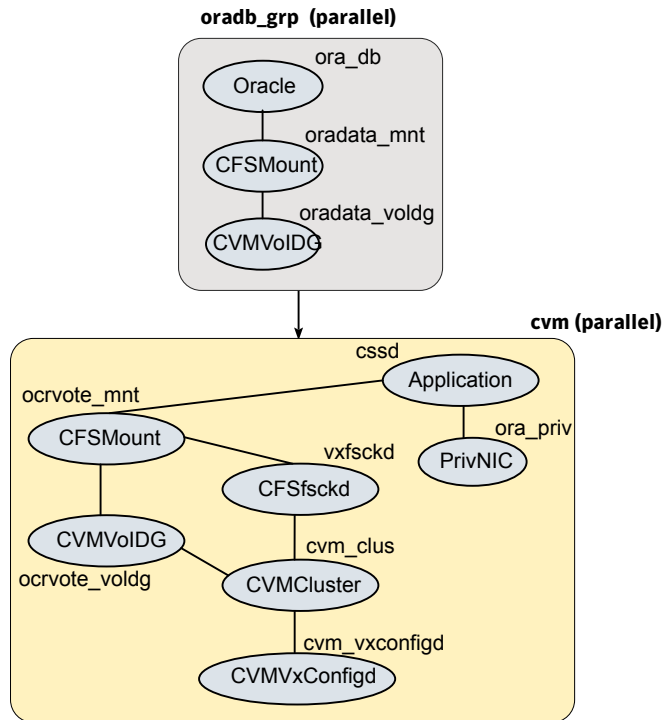 oradb_grp (parallel)
ora_db
Oracle
oradata_mnt
CFSMount
oradata_voldg
CVMVolDG
cvm (parallel)
cssd
Application
ocrvote_mnt
CFSMount
ora_priv
PrivNIC
vxfsckd
CFSfsckd
CVMVolDG
cvm_clus
ocrvote_voldg
CVMCluster
cvm_vxconfigd
CVMVxConfigd